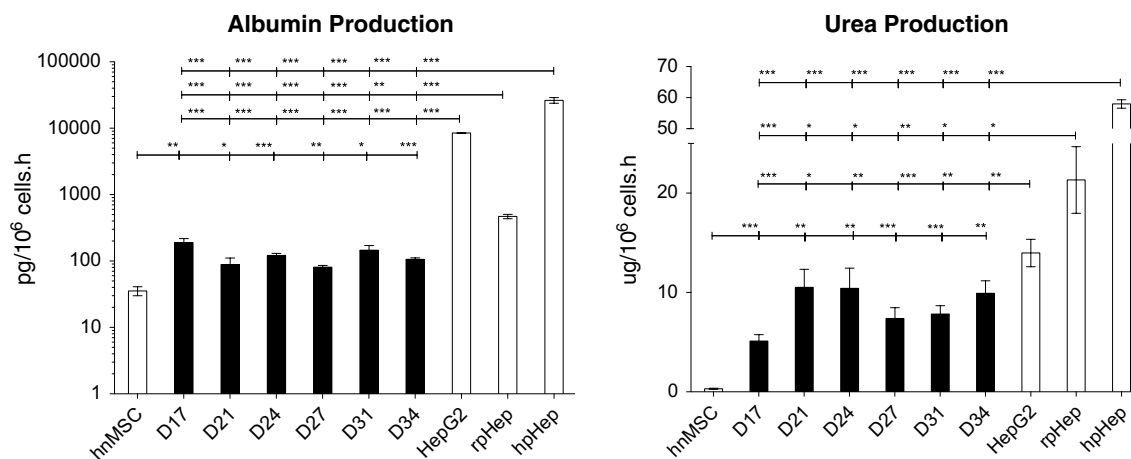 Albumin Production
pg/10⁶ cells.h
100000
10000
1000
100
10
1
*** *** *** *** *** ***
*** *** *** *** ** ***
*** *** *** *** *** ***
** * *** ** * ***
hnMSC D17 D21 D24 D27 D31 D34 HepG2 rpHep hpHep
Urea Production
ug/10⁶ cells.h
70
60
50
20
10
0
*** *** *** *** *** ***
*** * * ** * *
*** * ** *** ** **
*** ** ** *** *** **
hnMSC D17 D21 D24 D27 D31 D34 HepG2 rpHep hpHep